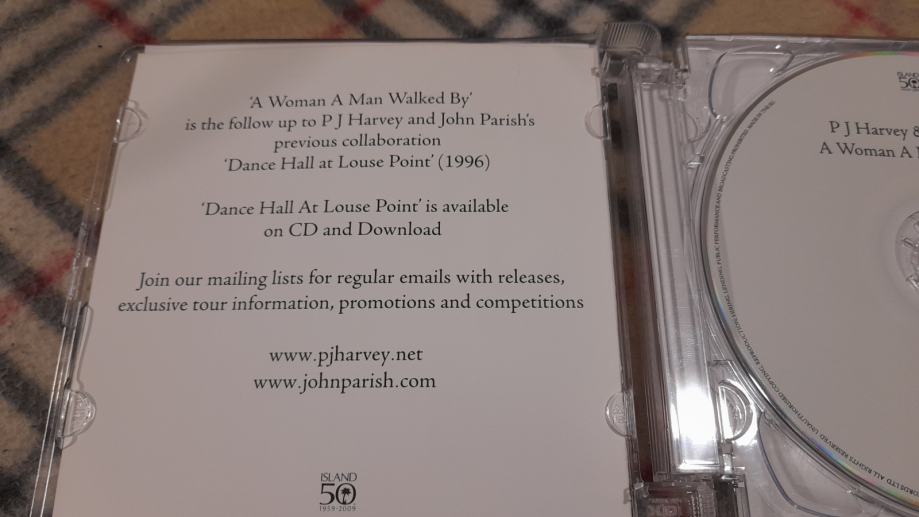 ‘A Woman A Man Walked By’
is the follow up to P J Harvey and John Parish's
previous collaboration
‘Dance Hall at Louse Point’ (1996)
‘Dance Hall At Louse Point’ is available
on CD and Download
Join our mailing lists for regular emails with releases,
exclusive tour information, promotions and competitions
www.pjharvey.net
www.johnparish.com
ISLAND
50
1959-2009
ISLAND
50
P J Harvey &
A Woman A